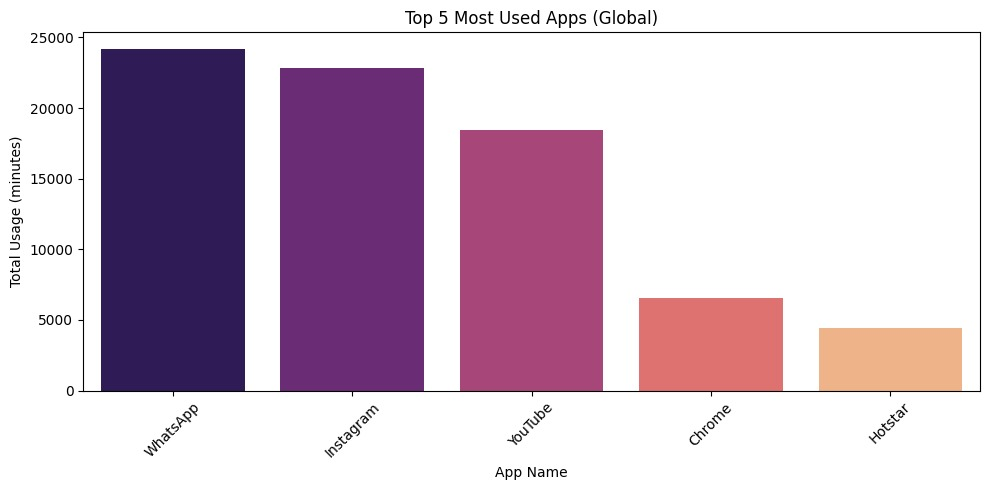 Top 5 Most Used Apps (Global)
Total Usage (minutes)
25000
20000
15000
10000
5000
0
WhatsApp
Instagram
YouTube
Chrome
Hotstar
App Name